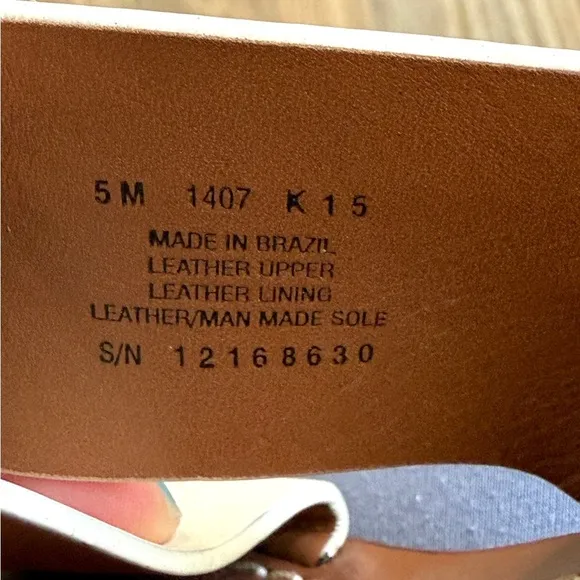 5M 1407 K15
MADE IN BRAZIL
LEATHER UPPER
LEATHER LINING
LEATHER/MAN MADE SOLE
S/N 12168630